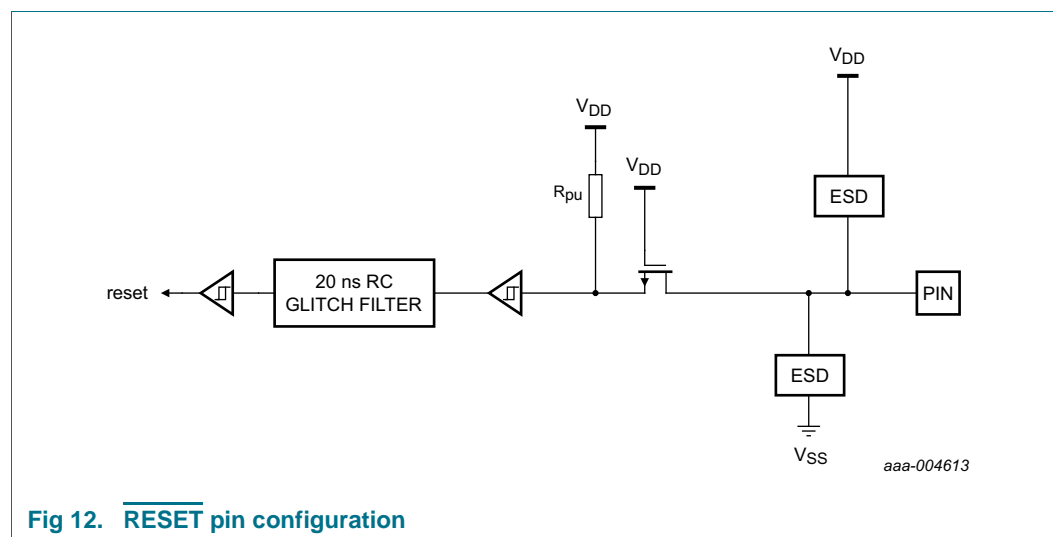 VDD
VDD
VDD
Rpu
ESD
reset
20 ns RC
GLITCH FILTER
PIN
ESD
VSS
aaa-004613
Fig 12. RESET pin configuration